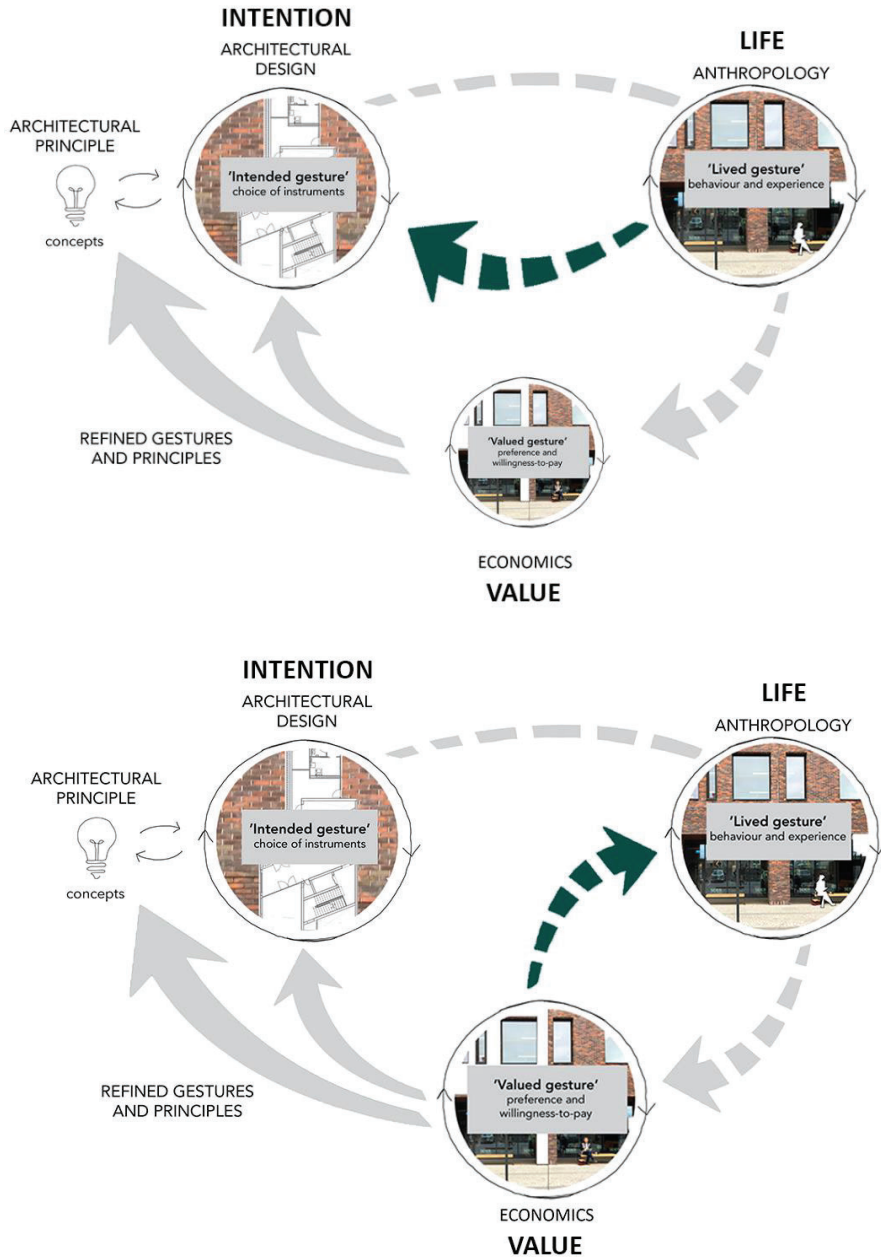 INTENTION
ARCHITECTURAL
DESIGN
LIFE
ANTHROPOLOGY
ARCHITECTURAL
PRINCIPLE
concepts
'Intended gesture'
choice of instruments
'Lived gesture'
behaviour and experience
REFINED GESTURES
AND PRINCIPLES
'Valued gesture'
preference and
willingness-to-pay
ECONOMICS
VALUE
INTENTION
ARCHITECTURAL
DESIGN
LIFE
ANTHROPOLOGY
ARCHITECTURAL
PRINCIPLE
concepts
'Intended gesture'
choice of instruments
'Lived gesture'
behaviour and experience
REFINED GESTURES
AND PRINCIPLES
'Valued gesture'
preference and
willingness-to-pay
ECONOMICS
VALUE